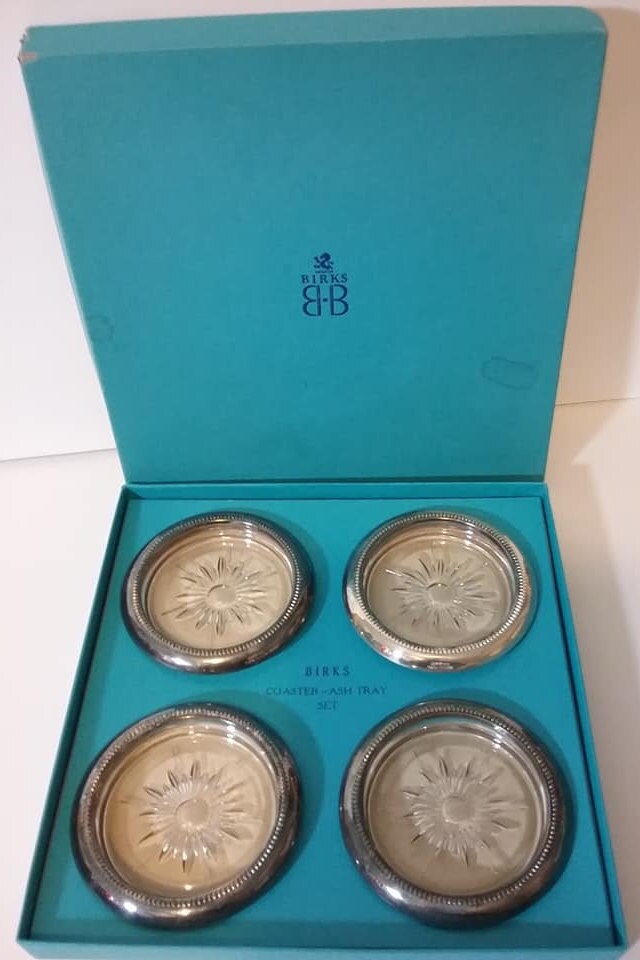 BIRKS
B·B
BIRKS
COASTER - ASH TRAY
SET